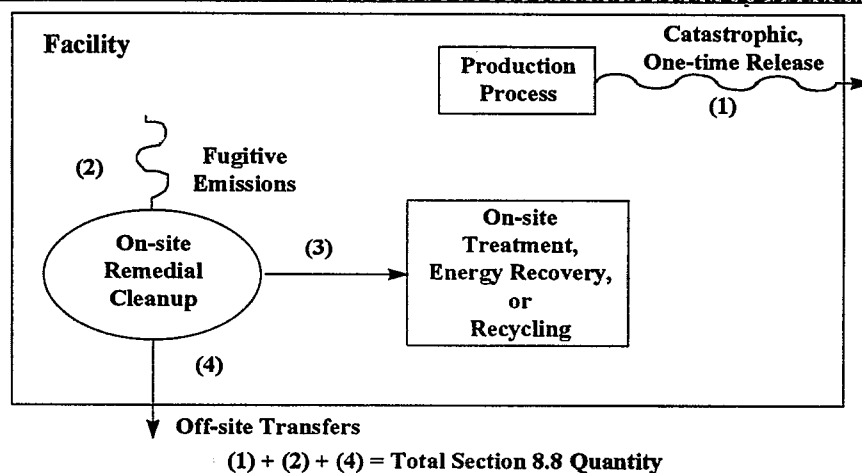 Facility
Production
Process
Catastrophic,
One-time Release
(1)
(2)
Fugitive
Emissions
On-site
Remedial
Cleanup
(3)
On-site
Treatment,
Energy Recovery,
or
Recycling
(4)
Off-site Transfers
(1) + (2) + (4) = Total Section 8.8 Quantity